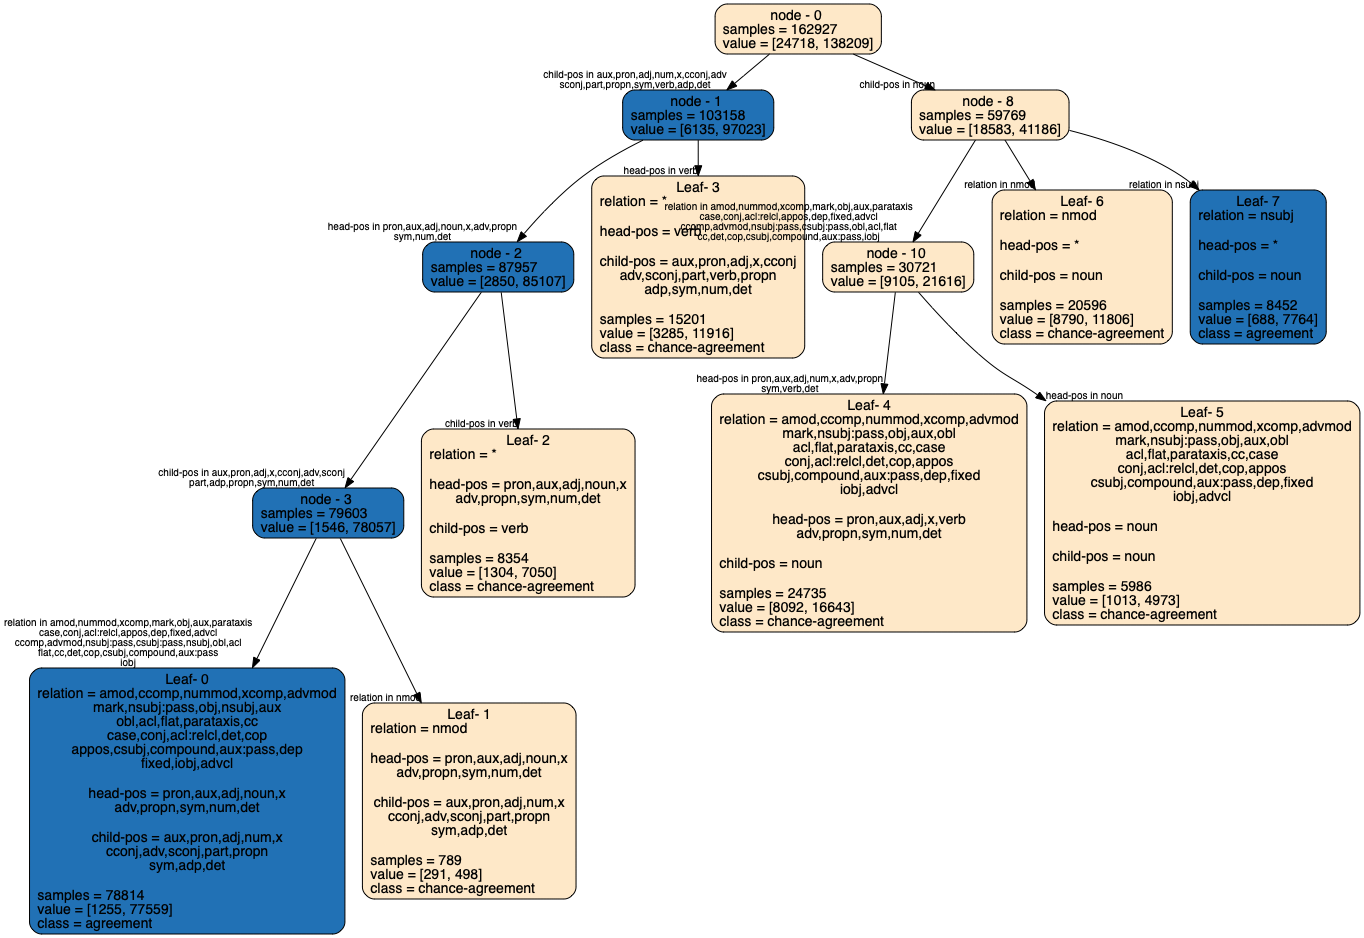 node - 0
samples = 162927
value = [24718, 138209]
child-pos in aux,pron,adj,num,x,cconj,adv
sconj,part,propn,sym,verb,adp,det
child-pos in noun
node - 1
samples = 103158
value = [6135, 97023]
node - 8
samples = 59769
value = [18583, 41186]
head-pos in verb
relation in nmod
relation in nsubj
Leaf- 3
relation = *
head-pos = verb
child-pos = aux,pron,adj,x,cconj
adv,sconj,part,verb,propn
adp,sym,num,det
samples = 15201
value = [3285, 11916]
class = chance-agreement
relation in amod,nummod,xcomp,mark,obj,aux,parataxis
case,conj,acl:relcl,appos,dep,fixed,advcl
ccomp,advmod,nsubj:pass,csubj:pass,obl,acl,flat
cc,det,cop,csubj,compound,aux:pass,iobj
Leaf- 6
relation = nmod
head-pos = *
child-pos = noun
samples = 20596
value = [8790, 11806]
class = chance-agreement
Leaf- 7
relation = nsubj
head-pos = *
child-pos = noun
samples = 8452
value = [688, 7764]
class = agreement
head-pos in pron,aux,adj,noun,x,adv,propn
sym,num,det
node - 2
samples = 87957
value = [2850, 85107]
node - 10
samples = 30721
value = [9105, 21616]
head-pos in pron,aux,adj,num,x,adv,propn
sym,verb,det
head-pos in noun
Leaf- 4
relation = amod,ccomp,nummod,xcomp,advmod
mark,nsubj:pass,obj,aux,obl
acl,flat,parataxis,cc,case
conj,acl:relcl,det,cop,appos
csubj,compound,aux:pass,dep,fixed
iobj,advcl
head-pos = pron,aux,adj,x,verb
adv,propn,sym,num,det
child-pos = noun
samples = 24735
value = [8092, 16643]
class = chance-agreement
Leaf- 5
relation = amod,ccomp,nummod,xcomp,advmod
mark,nsubj:pass,obj,aux,obl
acl,flat,parataxis,cc,case
conj,acl:relcl,det,cop,appos
csubj,compound,aux:pass,dep,fixed
iobj,advcl
head-pos = noun
child-pos = noun
samples = 5986
value = [1013, 4973]
class = chance-agreement
child-pos in verb
Leaf- 2
relation = *
head-pos = pron,aux,adj,noun,x
adv,propn,sym,num,det
child-pos = verb
samples = 8354
value = [1304, 7050]
class = chance-agreement
child-pos in aux,pron,adj,x,cconj,adv,sconj
part,adp,propn,sym,num,det
node - 3
samples = 79603
value = [1546, 78057]
relation in amod,nummod,xcomp,mark,obj,aux,parataxis
case,conj,acl:relcl,appos,dep,fixed,advcl
ccomp,advmod,nsubj:pass,csubj:pass,nsubj,obl,acl
flat,cc,det,cop,csubj,compound,aux:pass
iobj
relation in nmod
Leaf- 0
relation = amod,ccomp,nummod,xcomp,advmod
mark,nsubj:pass,obj,nsubj,aux
obl,acl,flat,parataxis,cc
case,conj,acl:relcl,det,cop
appos,csubj,compound,aux:pass,dep
fixed,iobj,advcl
head-pos = pron,aux,adj,noun,x
adv,propn,sym,num,det
child-pos = aux,pron,adj,num,x
cconj,adv,sconj,part,propn
sym,adp,det
samples = 78814
value = [1255, 77559]
class = agreement
Leaf- 1
relation = nmod
head-pos = pron,aux,adj,noun,x
adv,propn,sym,num,det
child-pos = aux,pron,adj,num,x
cconj,adv,sconj,part,propn
sym,adp,det
samples = 789
value = [291, 498]
class = chance-agreement